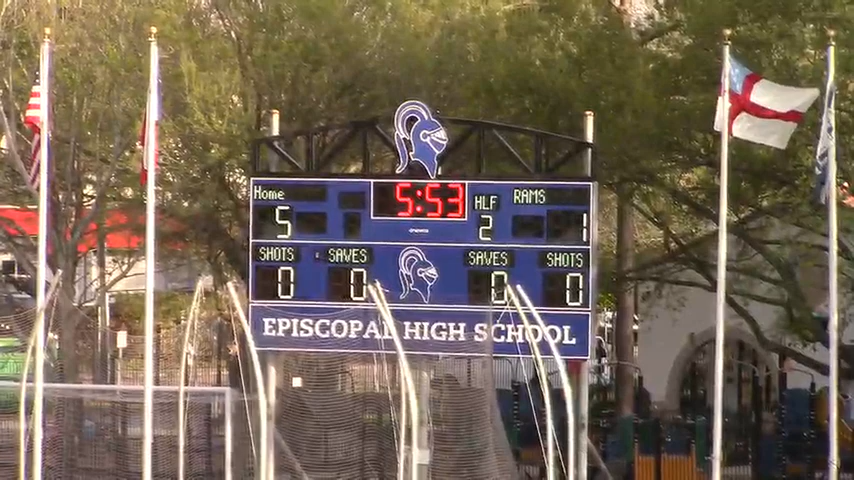 Home 5:53 HLF RAMS
5 2 1
SHOTS SAVES SAVES SHOTS
0 0 0 0
EPISCOPAL HIGH SCHOOL